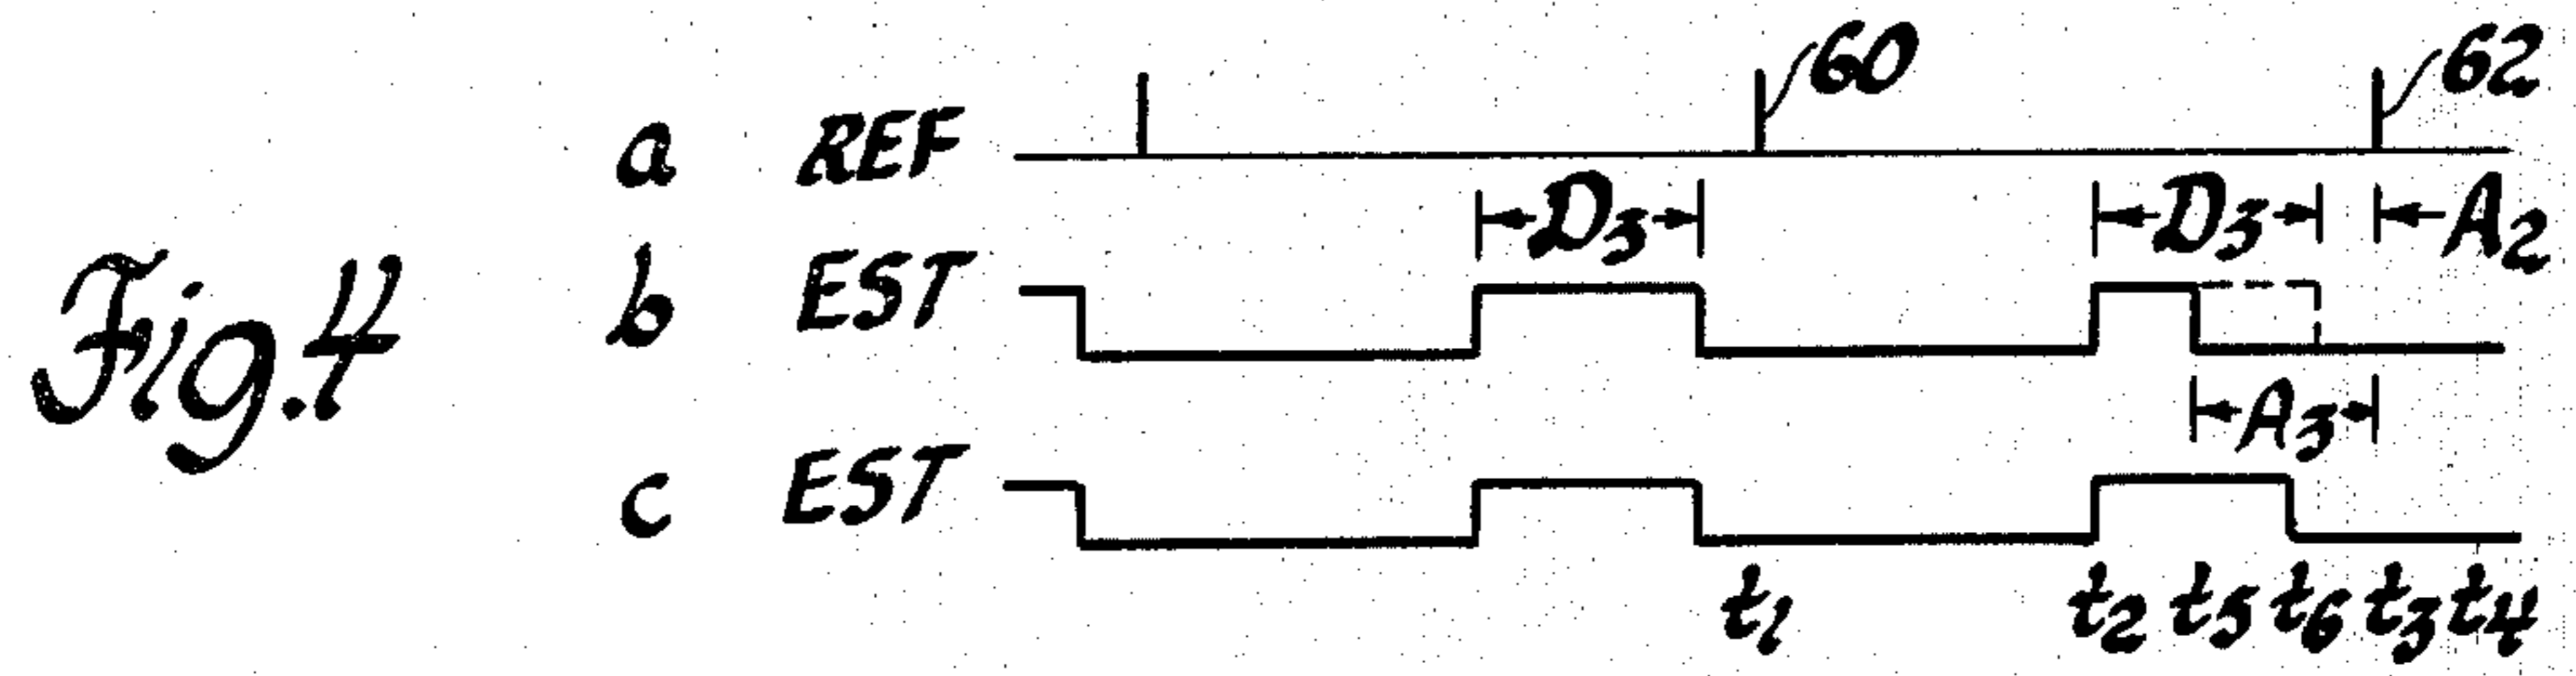 Fig.4
a REF 60 62
D3 D3 A2
b EST
A3
c EST
t1 t2 t5 t6 t3 t4